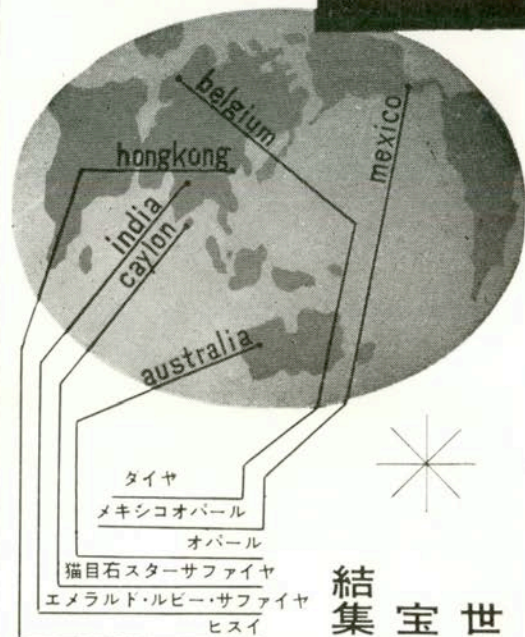 belgium
mexico
hongkong
india
caylon
australia
ダイヤ
メキシコオパール
オパール
猫目石スターサファイヤ
エメラルド・ルビー・サファイヤ
ヒスイ
世
宝
結集